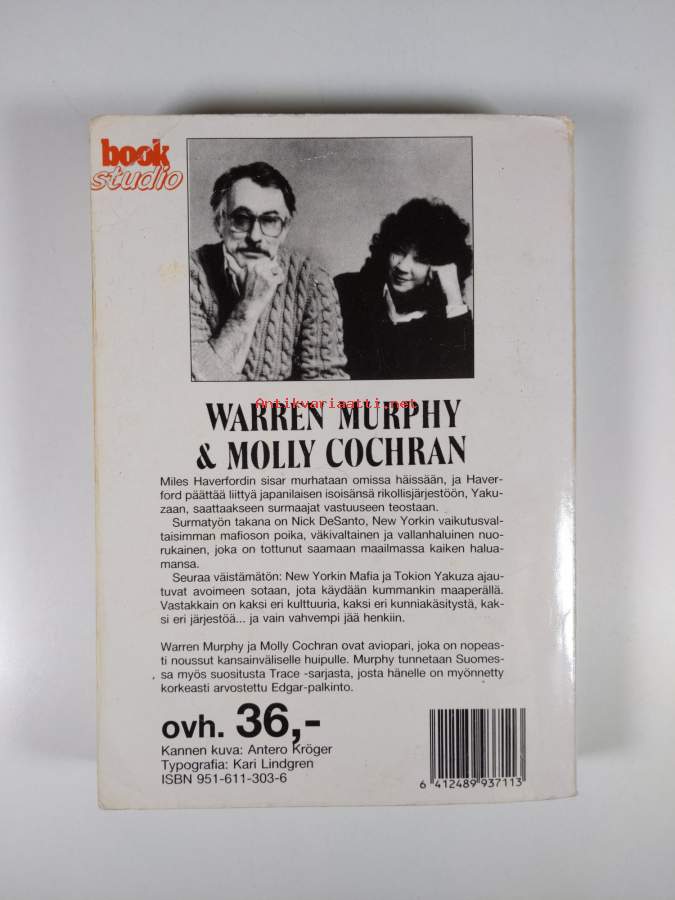 book
studio
Antikvariaatti.net
WARREN MURPHY
& MOLLY COCHRAN
Miles Haverfordin sisar murhataan omissa häissään, ja Haver-
ford päättää liittyä japanilaisen isoisänsä rikollisjärjestöön, Yaku-
zaan, saattaakseen surmaajat vastuuseen teostaan.
Surmatyön takana on Nick DeSanto, New Yorkin vaikutusval-
taisimman mafioson poika, väkivaltainen ja vallanhaluinen nuo-
rukainen, joka on tottunut saamaan maailmassa kaiken halua-
mansa.
Seuraa väistämätön: New Yorkin Mafia ja Tokion Yakuza ajau-
tuvat avoimeen sotaan, jota käydään kummankin maaperällä.
Vastakkain on kaksi eri kulttuuria, kaksi eri kunniakäsitystä, kak-
si eri järjestöä... ja vain vahvempi jää henkiin.
Warren Murphy ja Molly Cochran ovat aviopari, joka on nopeas-
ti noussut kansainväliselle huipulle. Murphy tunnetaan Suomes-
sa myös suositusta Trace -sarjasta, josta hänelle on myönnetty
korkeasti arvostettu Edgar-palkinto.
ovh. 36,-
Kannen kuva: Antero Kröger
Typografia: Kari Lindgren
ISBN 951-611-303-6
6 412489 937113